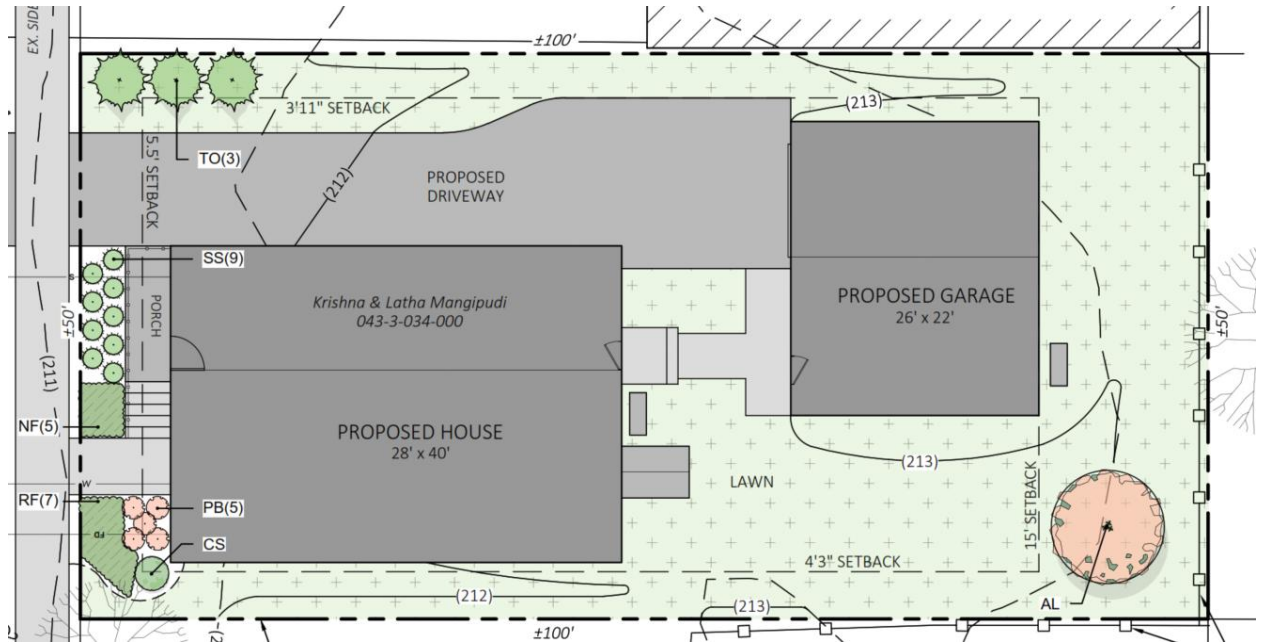 EX. SIDE
±100'
3'11" SETBACK
(213)
TO(3)
5.5' SETBACK
(212)
PROPOSED
DRIVEWAY
SS(9)
PORCH
Krishna & Latha Mangipudi
043-3-034-000
PROPOSED GARAGE
26' x 22'
±50'
±50'
(211)
NF(5)
PROPOSED HOUSE
28' x 40'
(213)
LAWN
15' SETBACK
W
RF(7)
PB(5)
FD
CS
4'3" SETBACK
(212)
(213)
AL
±100'